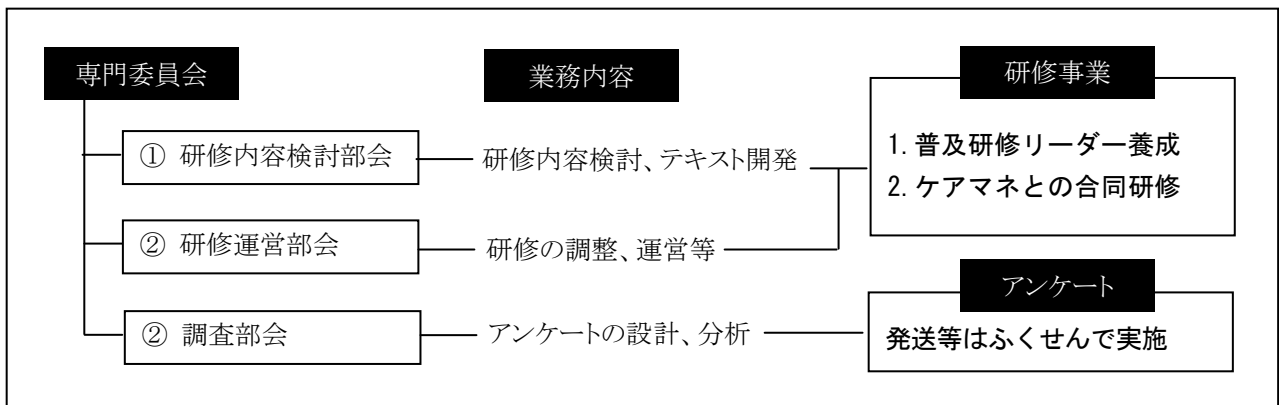 専門委員会
業務内容
研修事業
① 研修内容検討部会
研修内容検討、テキスト開発
1. 普及研修リーダー養成
2. ケアマネとの合同研修
② 研修運営部会
研修の調整、運営等
アンケート
② 調査部会
アンケートの設計、分析
発送等はふくせんで実施